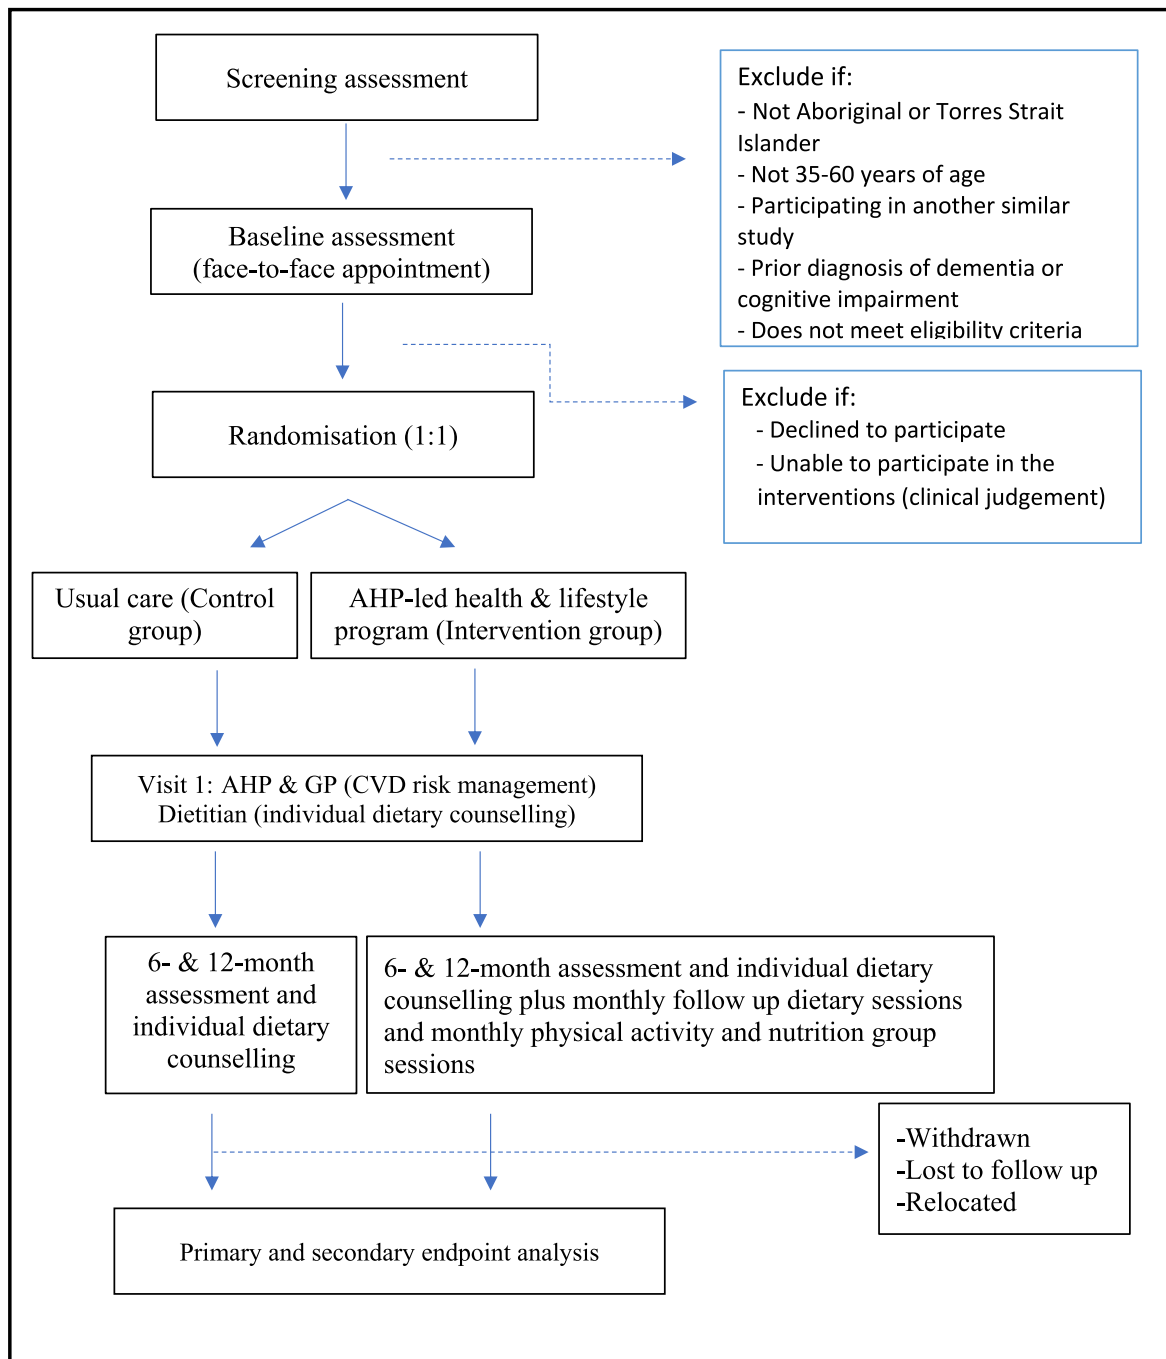 Screening assessment
Exclude if:
- Not Aboriginal or Torres Strait
Islander
- Not 35-60 years of age
- Participating in another similar
study
- Prior diagnosis of dementia or
cognitive impairment
- Does not meet eligibility criteria
Baseline assessment
(face-to-face appointment)
Exclude if:
- Declined to participate
- Unable to participate in the
interventions (clinical judgement)
Randomisation (1:1)
Usual care (Control
group)
AHP-led health & lifestyle
program (Intervention group)
Visit 1: AHP & GP (CVD risk management)
Dietitian (individual dietary counselling)
6- & 12-month
assessment and
individual dietary
counselling
6- & 12-month assessment and individual dietary
counselling plus monthly follow up dietary sessions
and monthly physical activity and nutrition group
sessions
-Withdrawn
-Lost to follow up
-Relocated
Primary and secondary endpoint analysis